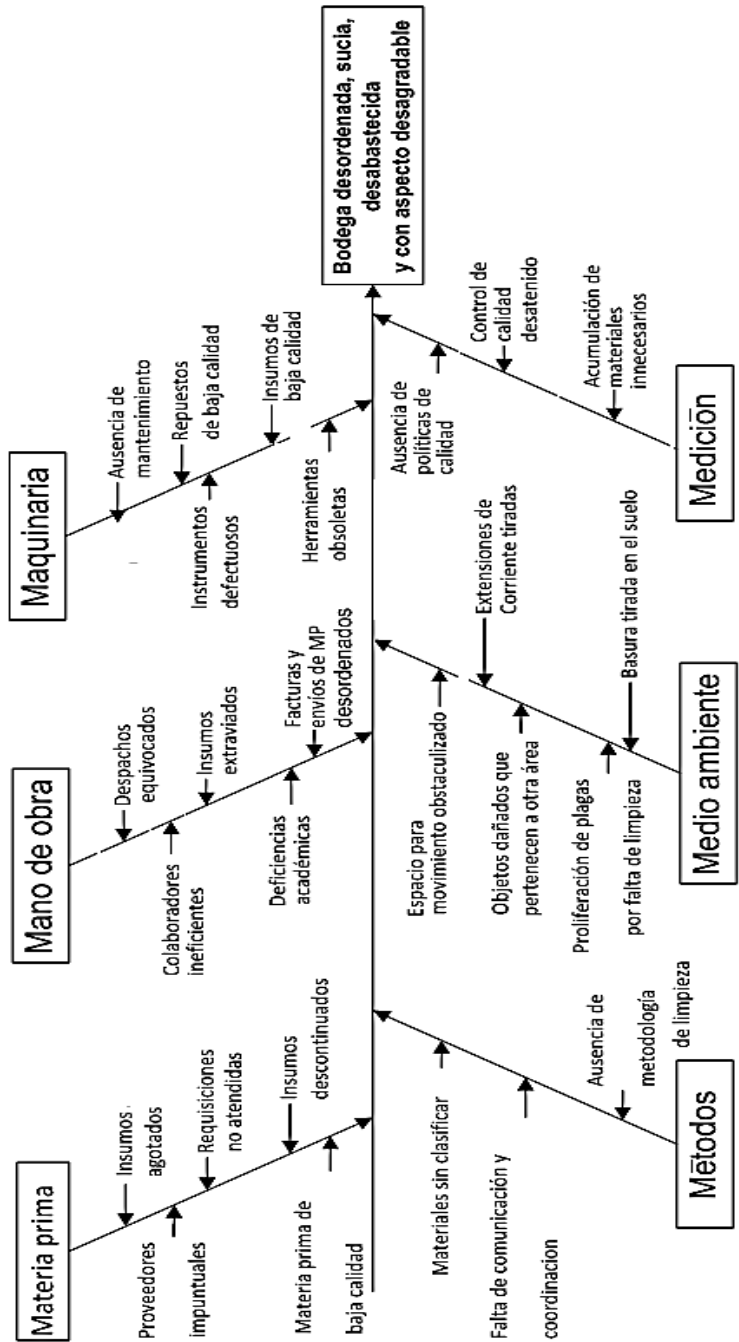 Materia prima
Insumos
agotados
Proveedores
impuntuales
Requisiciones
no atendidas
Insumos
descontinuados
Materia prima de
baja calidad
Mano de obra
Despachos
equivocados
Colaboradores
ineficientes
Insumos
extraviados
Deficiencias
académicas
Facturas y
envíos de MP
desordenados
Maquinaria
Ausencia de
mantenimiento
Repuestos
de baja calidad
Instrumentos
defectuosos
Insumos de
baja calidad
Herramientas
obsoletas
Bodega desordenada, sucia,
desabastecida
y con aspecto desagradable
Materiales sin clasificar
Falta de comunicación y
coordinacion
Ausencia de
metodología
de limpieza
Métodos
Espacio para
movimiento obstaculizado
Extensiones de
Corriente tiradas
Objetos dañados que
pertenecen a otra área
Proliferación de plagas
por falta de limpieza
Basura tirada en el suelo
Medio ambiente
Ausencia de
políticas de
calidad
Control de
calidad
desatenido
Acumulación de
materiales
innecesarios
Medición